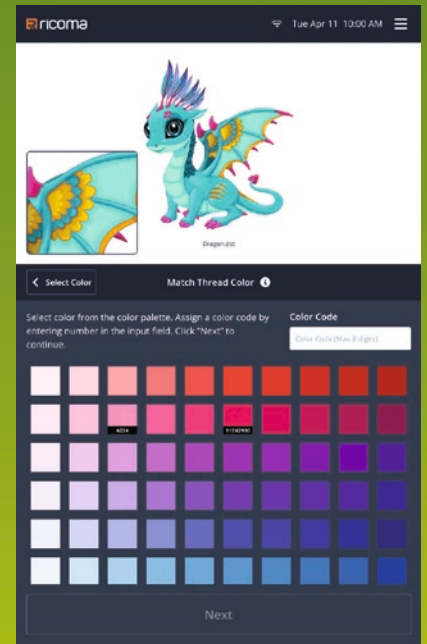 ricoma
Tue Apr 11 10:00 AM
Dragon.dst
Select Color
Match Thread Color
Select color from the color palette. Assign a color code by
entering number in the input field. Click "Next" to
continue.
Color Code
Color Code (Max 8 digits)
4224
Next